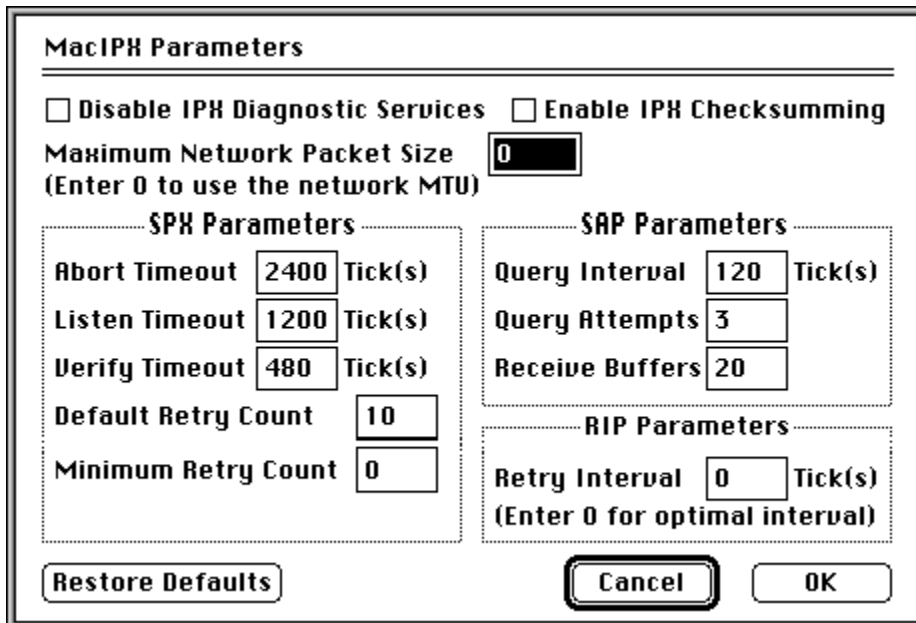 MacIPX Parameters
Disable IPX Diagnostic Services Enable IPX Checksumming
Maximum Network Packet Size 0
(Enter 0 to use the network MTU)
SPX Parameters
Abort Timeout 2400 Tick(s)
Listen Timeout 1200 Tick(s)
Verify Timeout 480 Tick(s)
Default Retry Count 10
Minimum Retry Count 0
SAP Parameters
Query Interval 120 Tick(s)
Query Attempts 3
Receive Buffers 20
RIP Parameters
Retry Interval 0 Tick(s)
(Enter 0 for optimal interval)
Restore Defaults Cancel OK